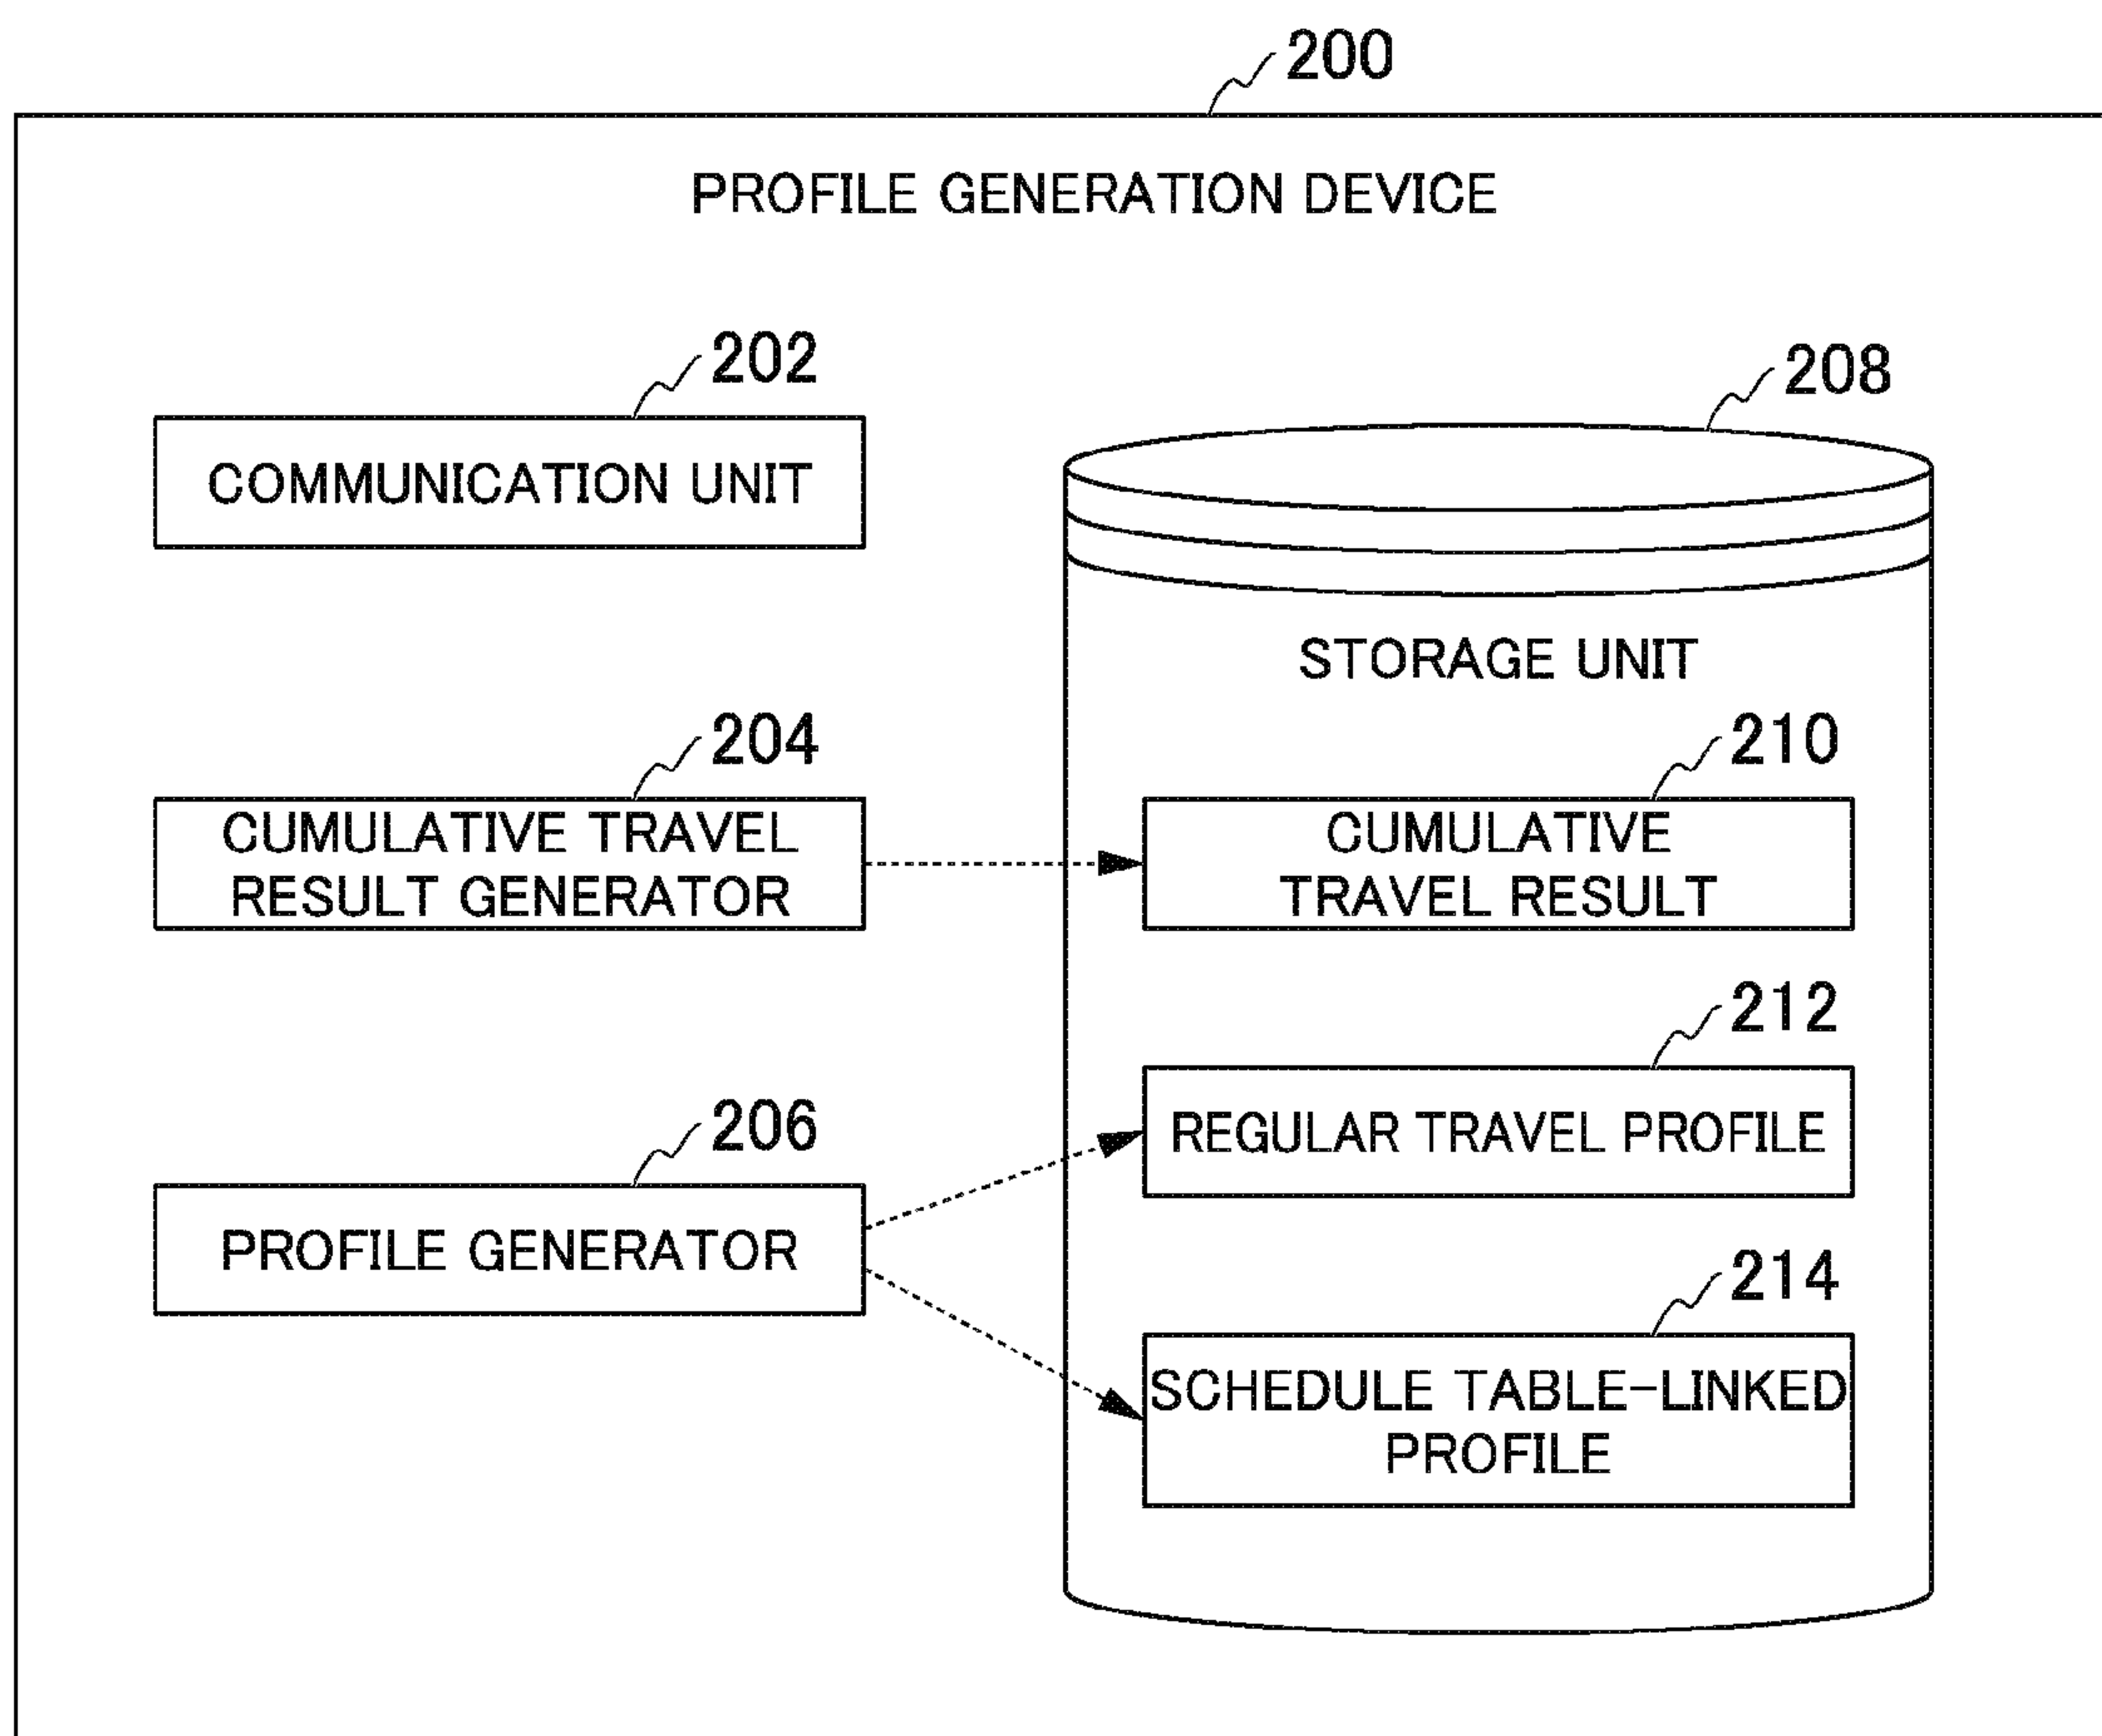 200
PROFILE GENERATION DEVICE
202
COMMUNICATION UNIT
204
CUMULATIVE TRAVEL
RESULT GENERATOR
206
PROFILE GENERATOR
208
STORAGE UNIT
210
CUMULATIVE
TRAVEL RESULT
212
REGULAR TRAVEL PROFILE
214
SCHEDULE TABLE-LINKED
PROFILE